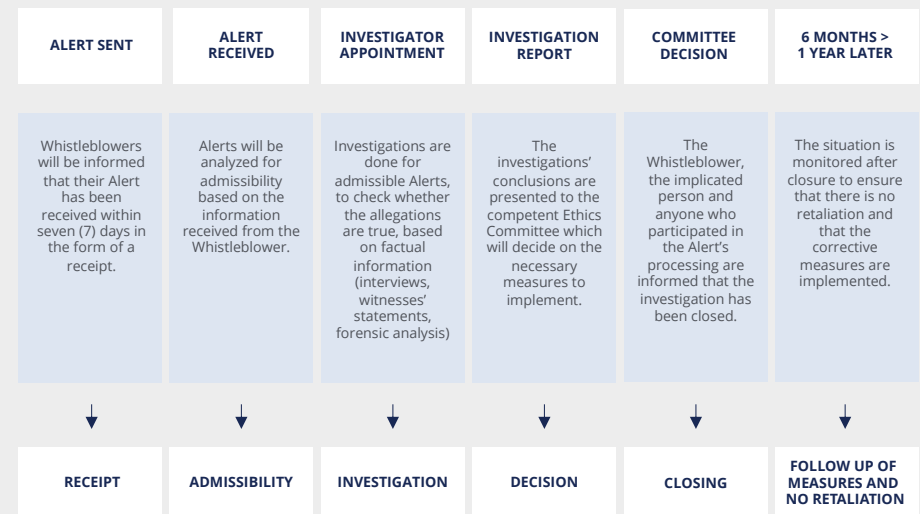 ALERT SENT
ALERT
RECEIVED
INVESTIGATOR
APPOINTMENT
INVESTIGATION
REPORT
COMMITTEE
DECISION
6 MONTHS >
1 YEAR LATER
Whistleblowers
will be informed
that their Alert
has been
received within
seven (7) days in
the form of a
receipt.
Alerts will be
analyzed for
admissibility
based on the
information
received from the
Whistleblower.
Investigations are
done for
admissible Alerts,
to check whether
the allegations
are true, based
on factual
information
(interviews,
witnesses’
statements,
forensic analysis)
The
investigations’
conclusions are
presented to the
competent Ethics
Committee which
will decide on the
necessary
measures to
implement.
The
Whistleblower,
the implicated
person and
anyone who
participated in
the Alert’s
processing are
informed that the
investigation has
been closed.
The situation is
monitored after
closure to ensure
that there is no
retaliation and
that the
corrective
measures are
implemented.
RECEIPT
ADMISSIBILITY
INVESTIGATION
DECISION
CLOSING
FOLLOW UP OF
MEASURES AND
NO RETALIATION